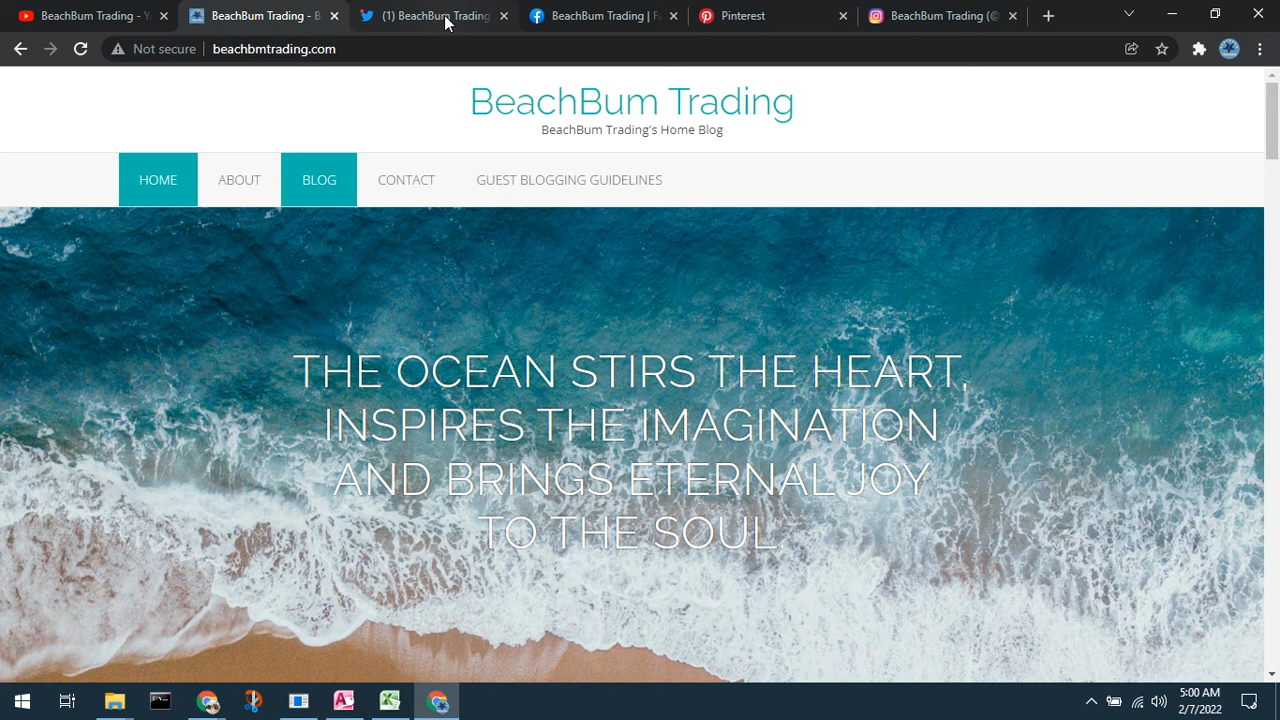 BeachBum Trading - Y
BeachBum Trading - B
(1) BeachBum Trading
BeachBum Trading | Fa
Pinterest
BeachBum Trading (@
Not secure
beachbmtrading.com
BeachBum Trading
BeachBum Trading's Home Blog
HOME
ABOUT
BLOG
CONTACT
GUEST BLOGGING GUIDELINES
THE OCEAN STIRS THE HEART,
INSPIRES THE IMAGINATION
AND BRINGS ETERNAL JOY
TO THE SOUL.
5:00 AM
2/7/2022